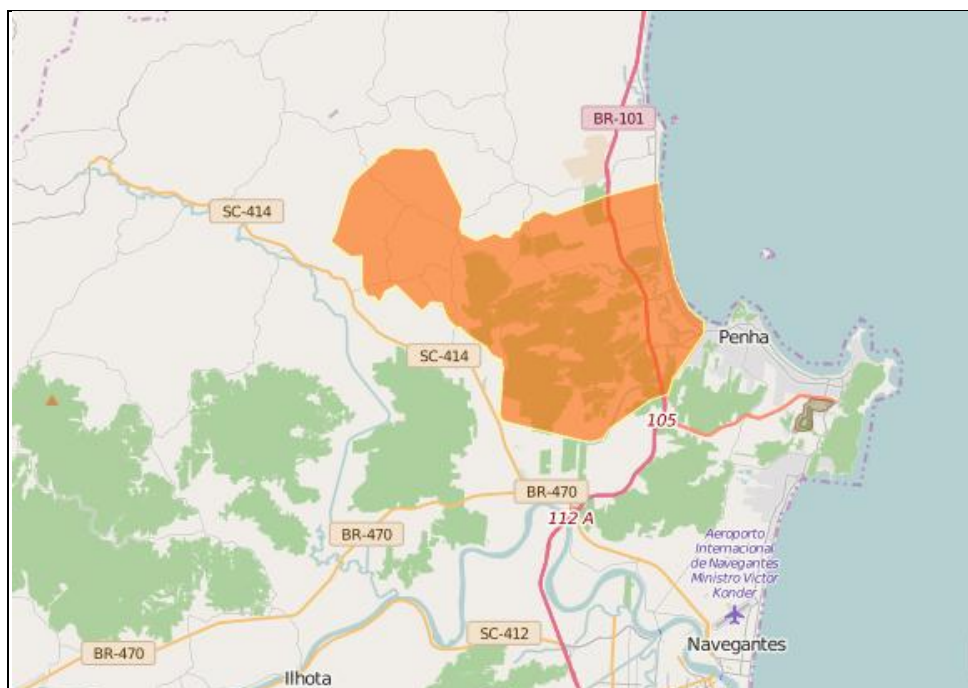 BR-101
SC-414
Penha
SC-414
105
BR-470
112 A
BR-470
Aeroporto
Internacional
de Navegantes
Ministro Victor
Konder
SC-412
Navegantes
BR-470
Ilhota